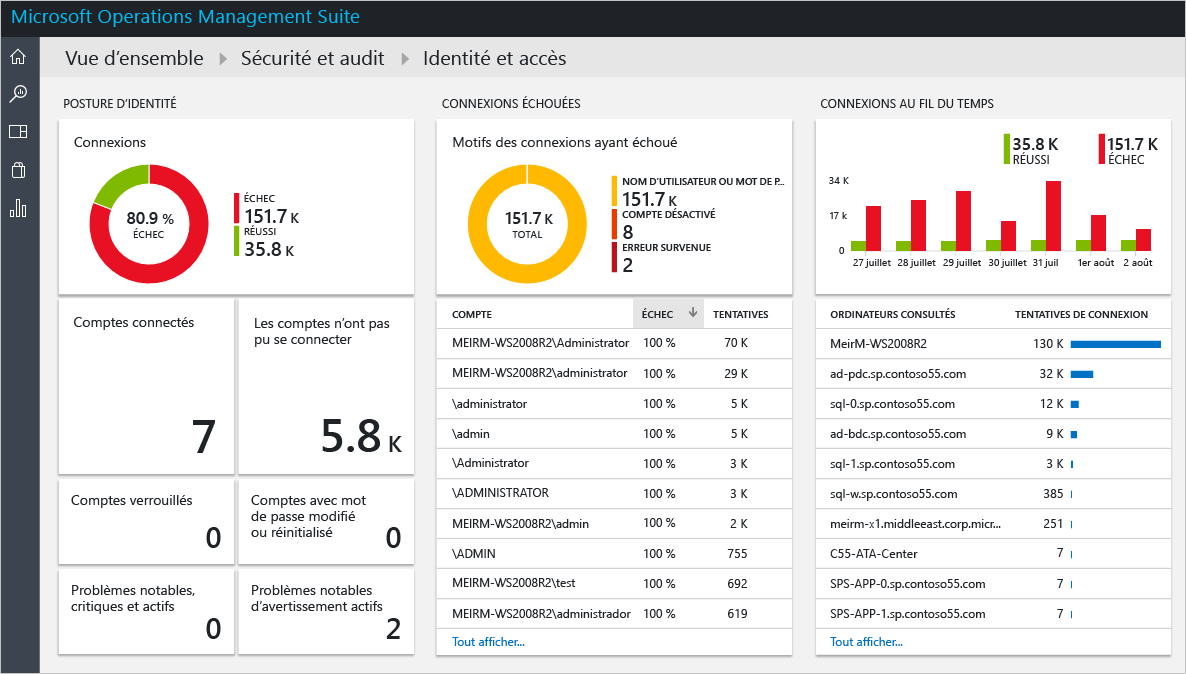 Microsoft Operations Management Suite
Vue d’ensemble Sécurité et audit Identité et accès
POSTURE D’IDENTITÉ
Connexions
80.9 %
ÉCHEC
ÉCHEC
151.7 K
RÉUSSI
35.8 K
Comptes connectés
7
Les comptes n’ont pas
pu se connecter
5.8 K
Comptes verrouillés
0
Comptes avec mot
de passe modifié
ou réinitialisé
0
Problèmes notables,
critiques et actifs
0
Problèmes notables
d’avertissement actifs
2
CONNEXIONS ÉCHOUÉES
Motifs des connexions ayant échoué
151.7 K
TOTAL
NOM D’UTILISATEUR OU MOT DE P...
151.7 K
COMPTE DÉSACTIVÉ
8
ERREUR SURVENUE
2
COMPTE ÉCHEC TENTATIVES
MEIRM-WS2008R2\Administrator 100 % 70 K
MEIRM-WS2008R2\administrator 100 % 29 K
\administrator 100 % 5 K
\admin 100 % 5 K
\Administrator 100 % 3 K
\ADMINISTRATOR 100 % 3 K
MEIRM-WS2008R2\admin 100 % 2 K
\ADMIN 100 % 755
MEIRM-WS2008R2\test 100 % 692
MEIRM-WS2008R2\administrador 100 % 619
Tout afficher...
CONNEXIONS AU FIL DU TEMPS
35.8 K
RÉUSSI
151.7 K
ÉCHEC
34 K
17 k
0
27 juillet 28 juillet 29 juillet 30 juillet 31 juil 1er août 2 août
ORDINATEURS CONSULTÉS TENTATIVES DE CONNEXION
MeirM-WS2008R2 130 K
ad-pdc.sp.contoso55.com 32 K
sql-0.sp.contoso55.com 12 K
ad-bdc.sp.contoso55.com 9 K
sql-1.sp.contoso55.com 3 K
sql-w.sp.contoso55.com 385
meirm-x1.middleeast.corp.micr... 251
C55-ATA-Center 7
SPS-APP-0.sp.contoso55.com 7
SPS-APP-1.sp.contoso55.com 7
Tout afficher...